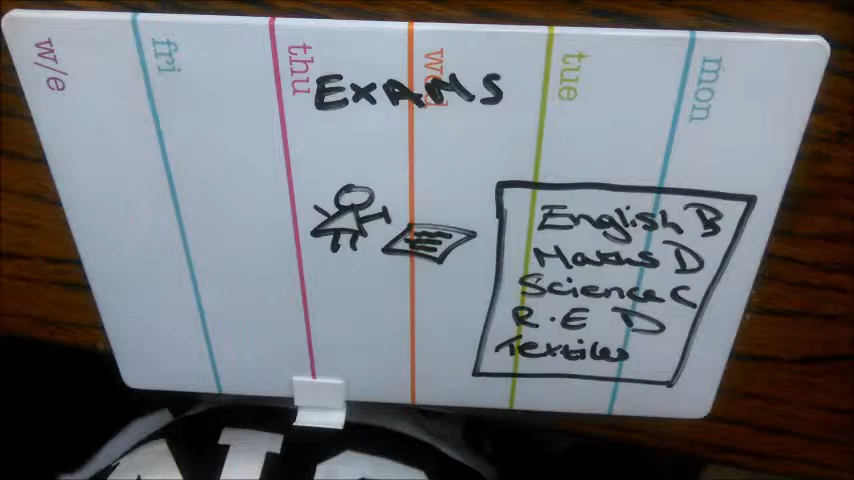 mon
tue
wed
thu
fri
w/e
Exams
English B
Maths D
Science C
R.E D
Textiles